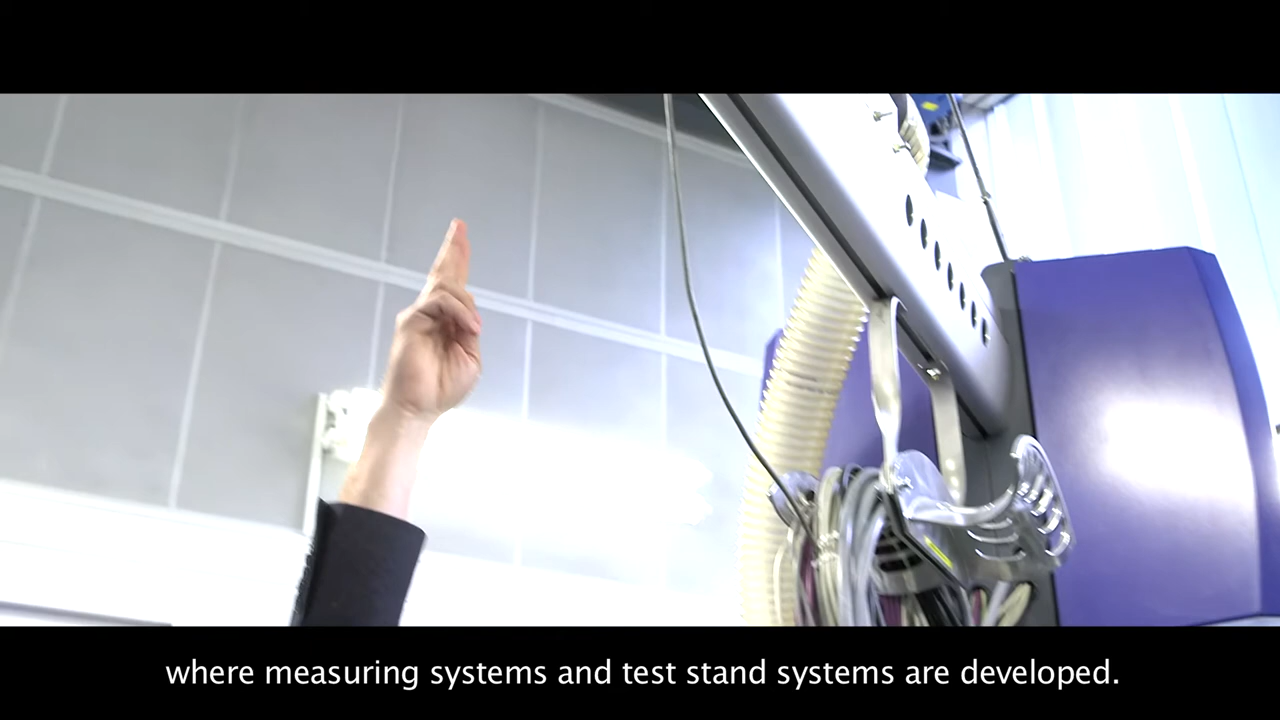 where measuring systems and test stand systems are developed.